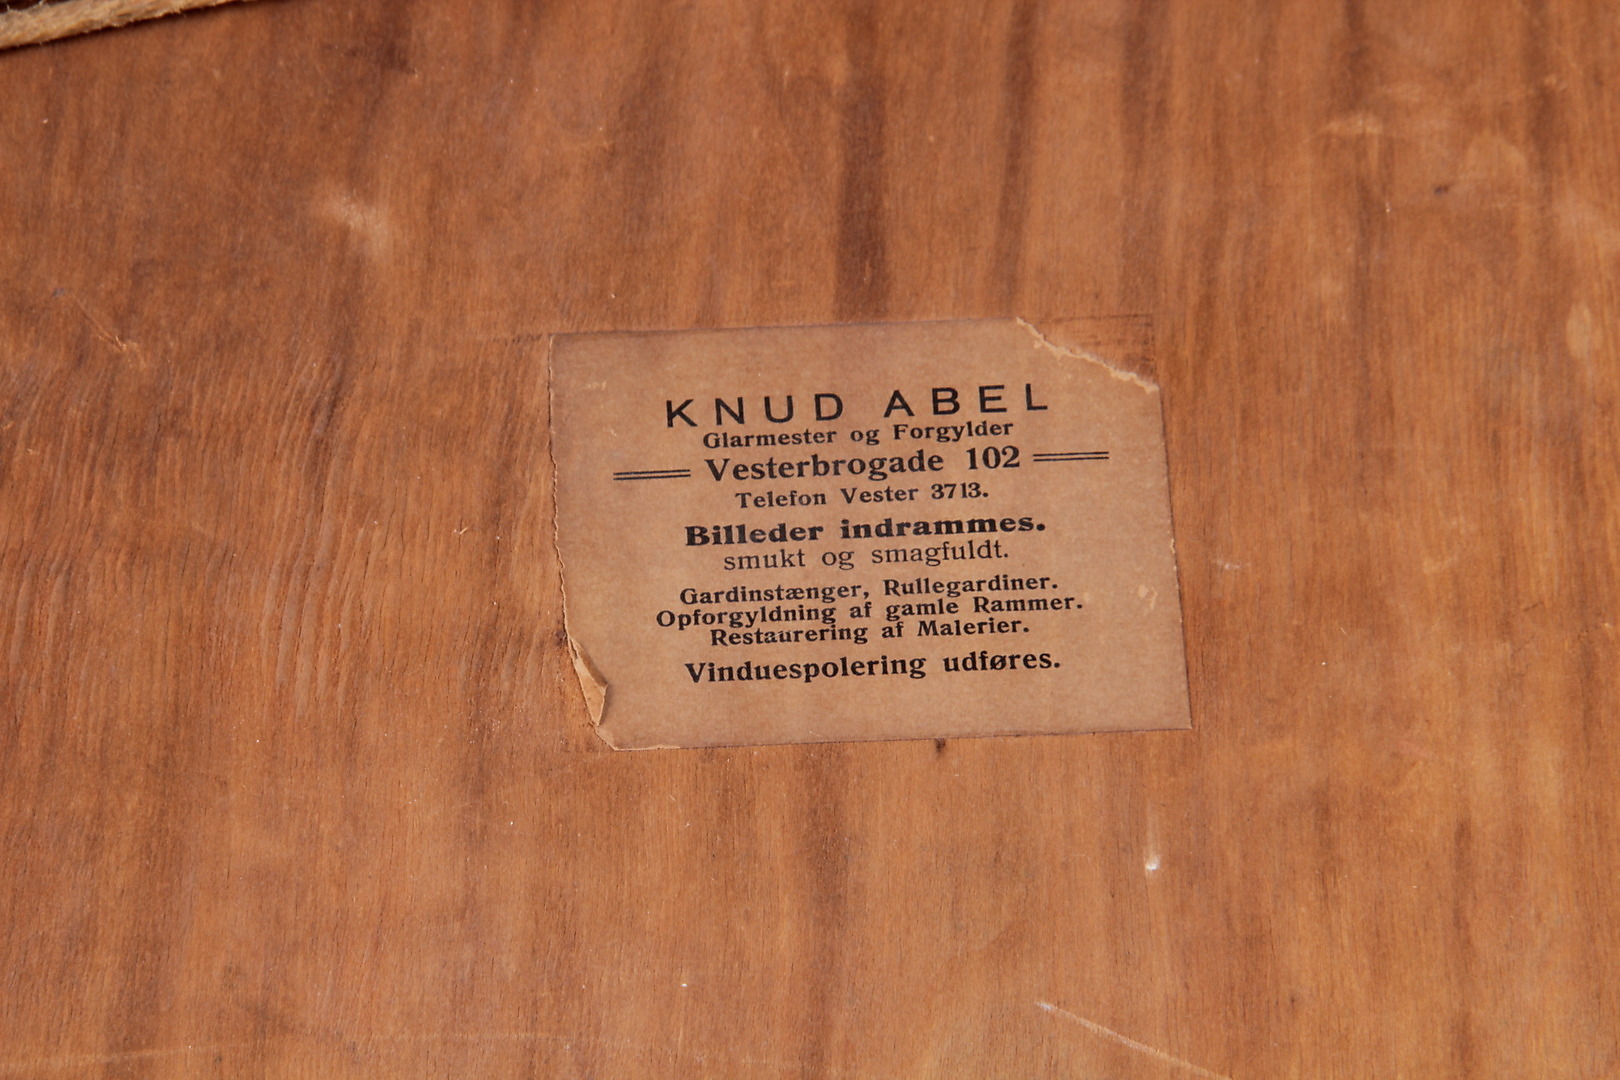 KNUD ABEL
Glarmester og Forgylder
Vesterbrogade 102
Telefon Vester 3713.
Billeder indrammes.
smukt og smagfuldt.
Gardinstænger, Rullegardiner.
Opforgyldning af gamle Rammer.
Restaurering af Malerier.
Vinduespolering udføres.